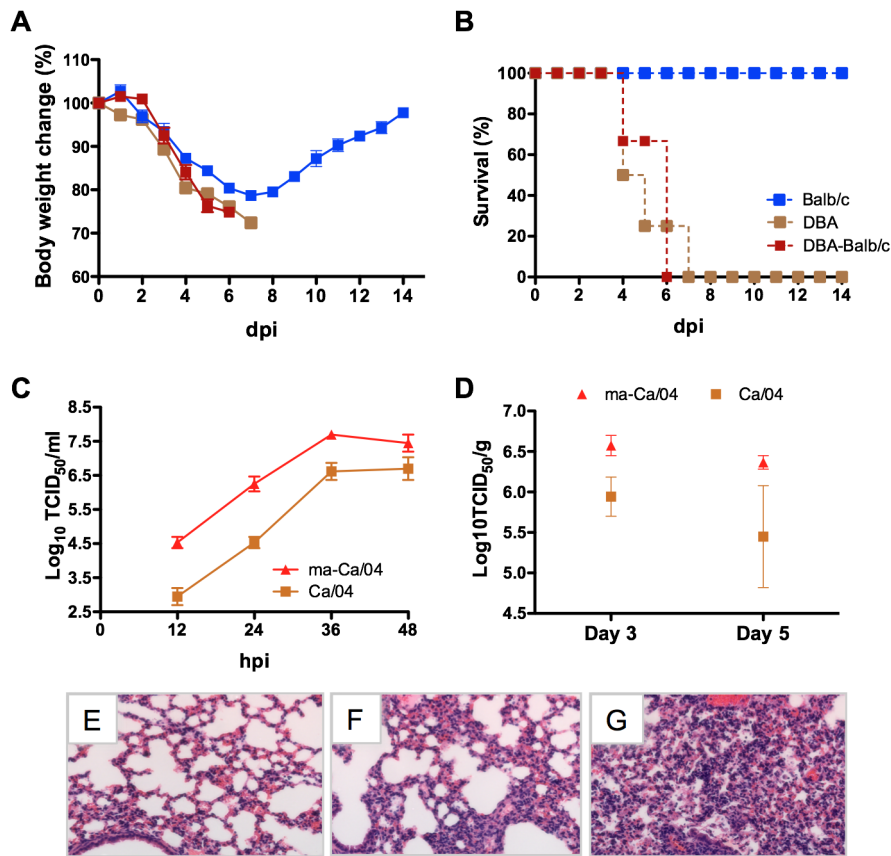 A
Body weight change (%)
110
100
90
80
70
60
0 2 4 6 8 10 12 14
dpi
B
Survival (%)
100
80
60
40
20
0
0 2 4 6 8 10 12 14
dpi
Balb/c
DBA
DBA-Balb/c
C
Log10 TCID50/ml
8.5
7.5
6.5
5.5
4.5
3.5
2.5
0 12 24 36 48
hpi
ma-Ca/04
Ca/04
D
ma-Ca/04 Ca/04
Log10TCID50/g
7.0
6.5
6.0
5.5
5.0
4.5
Day 3 Day 5
E
F
G